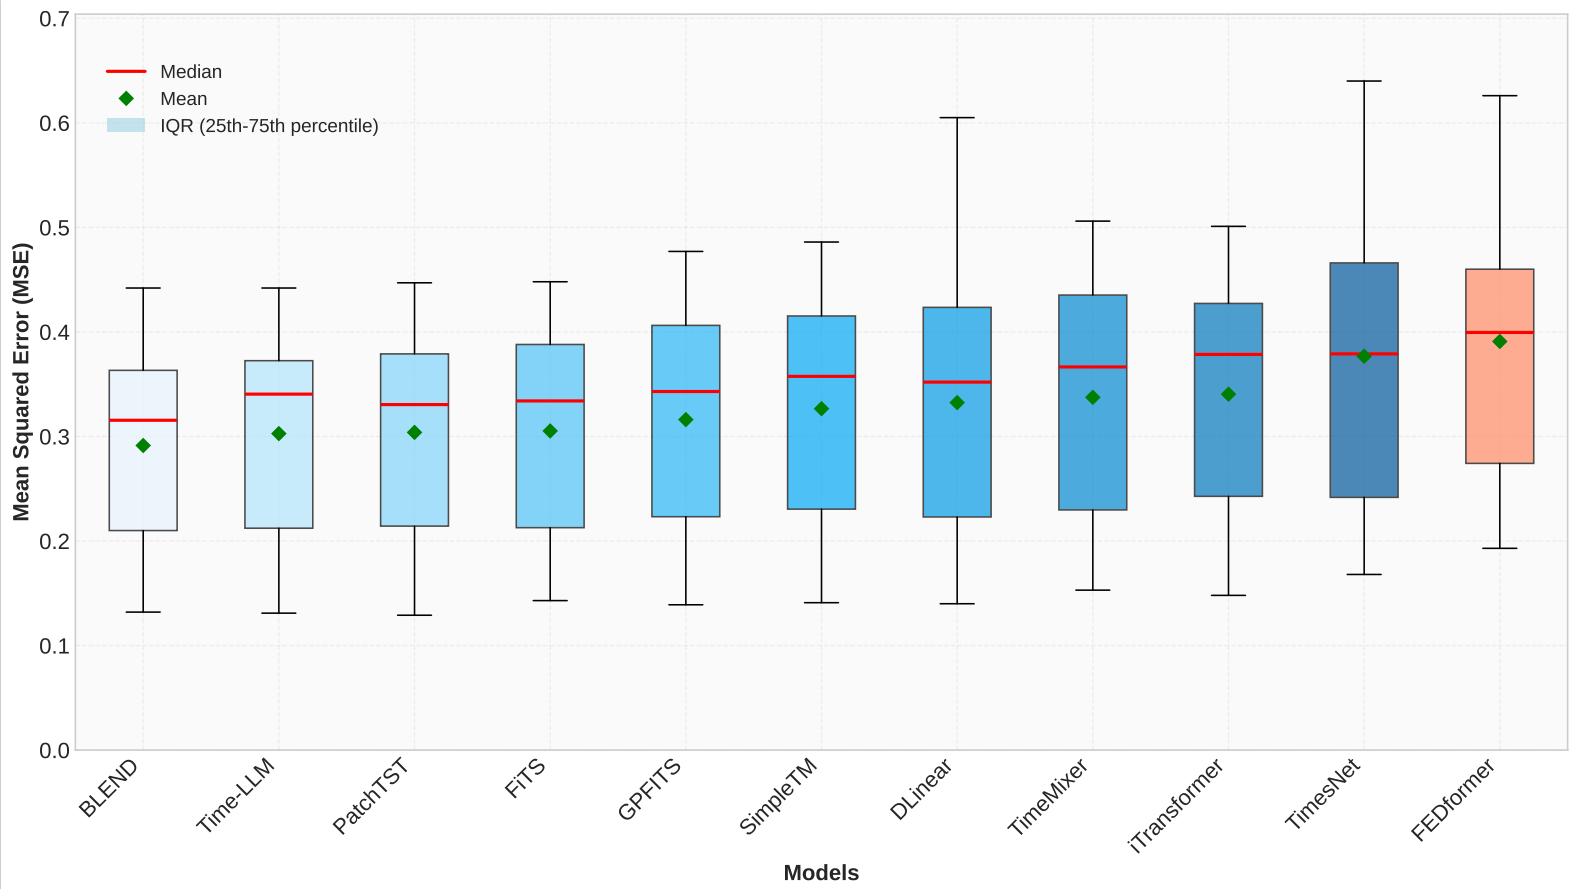 0.7
0.6
0.5
0.4
0.3
0.2
0.1
0.0
Mean Squared Error (MSE)
Median
Mean
IQR (25th-75th percentile)
BLEND
Time-LLM
PatchTST
FiTS
GPFITS
SimpleTM
DLinear
TimeMixer
iTransformer
TimesNet
FEDformer
Models